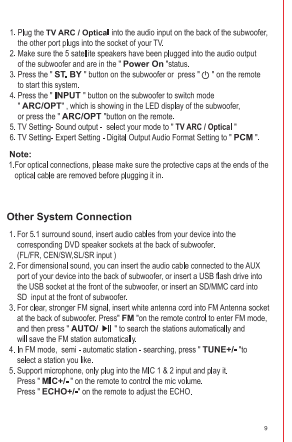 1. Plug the TV ARC / Optical into the audio input on the back of the subwoofer,
the other port plugs into the socket of your TV.
2. Make sure the 5 satellite speakers have been plugged into the audio output
of the subwoofer and are in the " Power On "status.
3. Press the " ST, BY " button on the subwoofer or press " ⏻ " on the remote
to start this system.
4. Press the " INPUT " button on the subwoofer to switch mode
" ARC/OPT" , which is showing in the LED display of the subwoofer,
or press the " ARC/OPT "button on the remote.
5. TV Setting- Sound output - select your mode to " TV ARC / Optical "
6. TV Setting- Expert Setting - Digital Output Audio Format Setting to " PCM ".
Note:
1.For optical connections, please make sure the protective caps at the ends of the
optical cable are removed before plugging it in.
Other System Connection
1. For 5.1 surround sound, insert audio cables from your device into the
corresponding DVD speaker sockets at the back of subwoofer.
(FL/FR, CEN/SW,SL/SR input )
2. For dimensional sound, you can insert the audio cable connected to the AUX
port of your device into the back of subwoofer, or insert a USB flash drive into
the USB socket at the front of the subwoofer, or insert an SD/MMC card into
SD input at the front of subwoofer.
3. For clear, stronger FM signal, insert white antenna cord into FM Antenna socket
at the back of subwoofer. Press" FM "on the remote control to enter FM mode,
and then press " AUTO/ ▶ll " to search the stations automatically and
will save the FM station automatically.
4. In FM mode, semi - automatic station - searching, press " TUNE+/-"to
select a station you like.
5. Support microphone, only plug into the MIC 1 & 2 input and play it.
Press " MIC+/-" on the remote to control the mic volume.
Press " ECHO+/-" on the remote to adjust the ECHO.
9